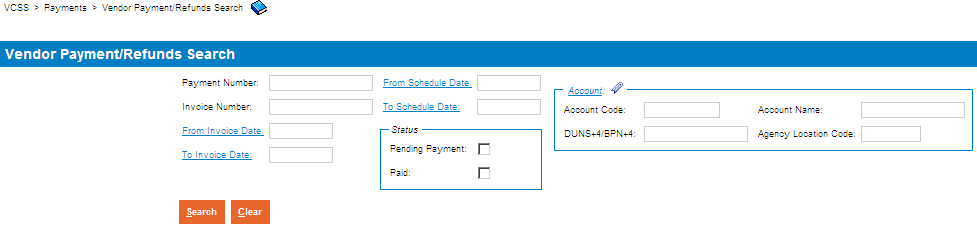 VCSS > Payments > Vendor Payment/Refunds Search
Vendor Payment/Refunds Search
Payment Number:
Invoice Number:
From Invoice Date:
To Invoice Date:
From Schedule Date:
To Schedule Date:
Status
Pending Payment:
Paid:
Account:
Account Code: Account Name:
DUNS+4/BPN+4: Agency Location Code:
Search Clear